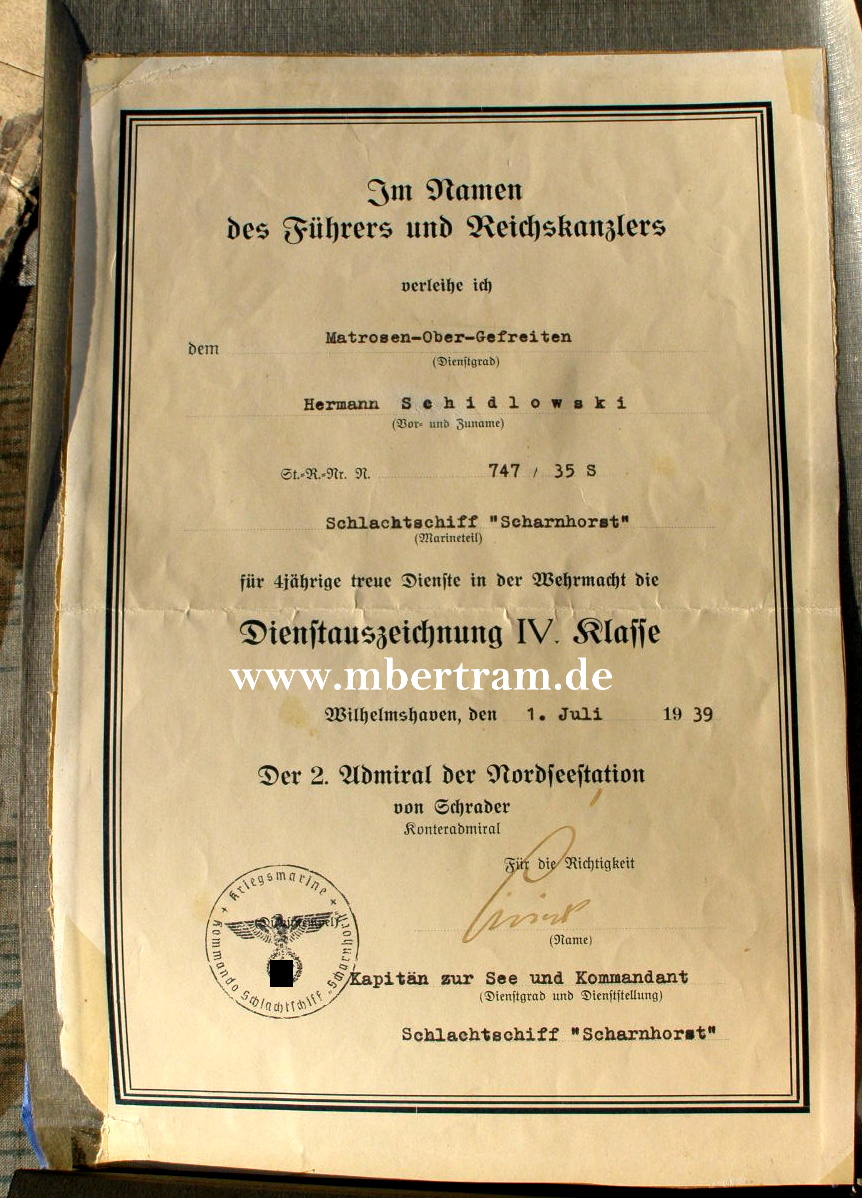 Im Namen
des Führers und Reichskanzlers
verleihe ich
dem Matrosen-Ober-Gefreiten
(Dienstgrad)
Hermann Schidlowski
(Vor- und Zuname)
St.-R.-Nr. N. 747 / 35 S
Schlachtschiff "Scharnhorst"
(Marineteil)
für 4jährige treue Dienste in der Wehrmacht die
Dienstauszeichnung IV. Klasse
www.mbertram.de
Wilhelmshaven, den 1. Juli 1939
Der 2. Admiral der Nordseestation
von Schrader
Konteradmiral
Für die Richtigkeit
(Name)
Kriegsmarine
(Dienststempel)
Kommando Schlachtschiff "Scharnhorst"
Kapitän zur See und Kommandant
(Dienstgrad und Dienststellung)
Schlachtschiff "Scharnhorst"